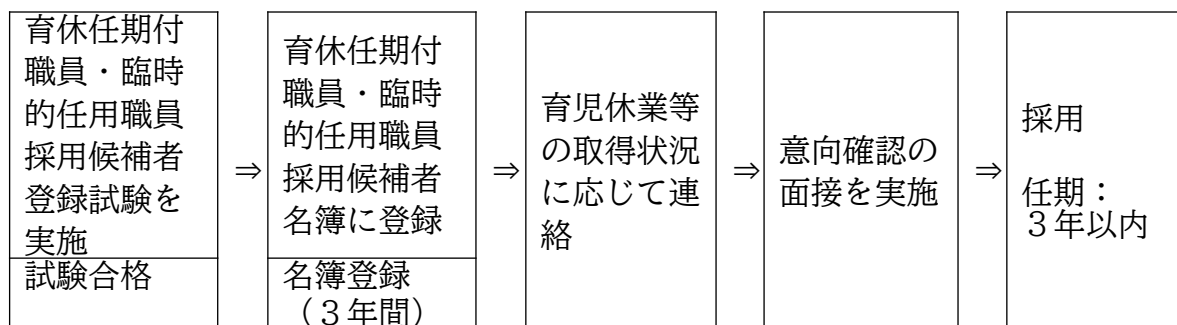 育休任期付
職員・臨時
的任用職員
採用候補者
登録試験を
実施
試験合格
⇒
育休任期付
職員・臨時
的任用職員
採用候補者
名簿に登録
名簿登録
（３年間）
⇒
育児休業等
の取得状況
に応じて連
絡
⇒
意向確認の
面接を実施
⇒
採用
任期：
３年以内